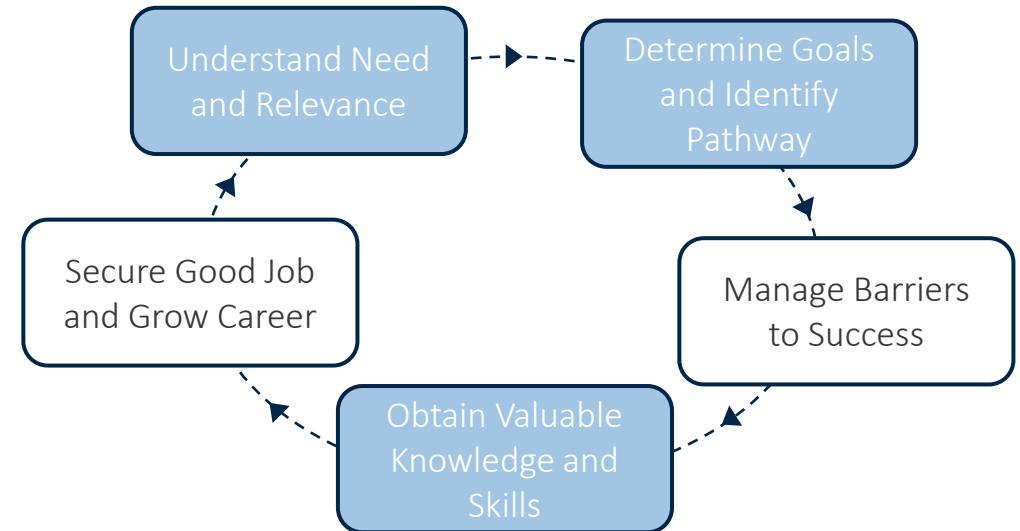 Understand Need
and Relevance
Determine Goals
and Identify
Pathway
Manage Barriers
to Success
Obtain Valuable
Knowledge and
Skills
Secure Good Job
and Grow Career